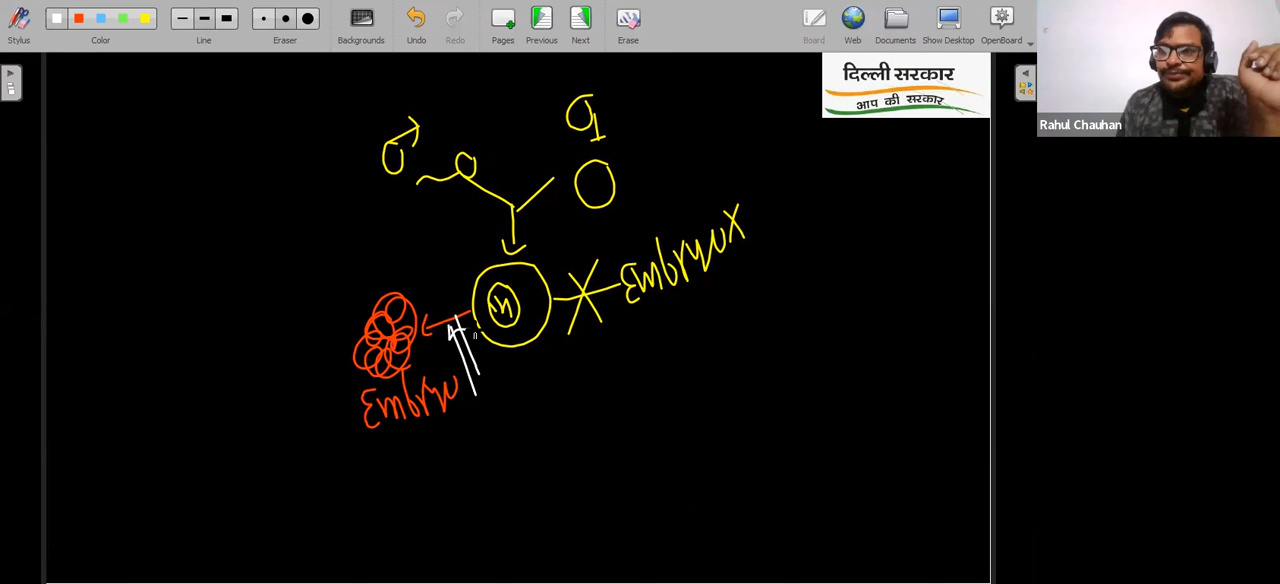 Stylus
Color
Line
Eraser
Backgrounds
Undo
Redo
Pages
Previous
Next
Erase
Board
Web
Documents
Show Desktop
OpenBoard
दिल्ली सरकार
आप की सरकार
Rahul Chauhan
Embryo X
Embryo